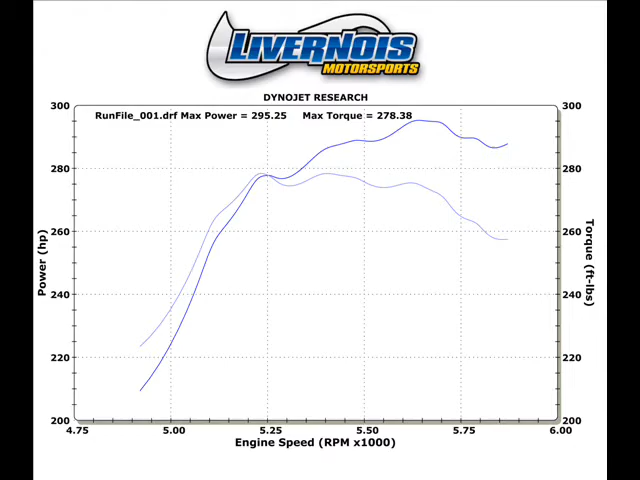 LIVERNOIS
MOTORSPORTS
DYNOJET RESEARCH
RunFile_001.drf Max Power = 295.25 Max Torque = 278.38
300 300
280 280
260 260
240 240
220 220
200 200
Power (hp)
Torque (ft-lbs)
4.75 5.00 5.25 5.50 5.75 6.00
Engine Speed (RPM x1000)